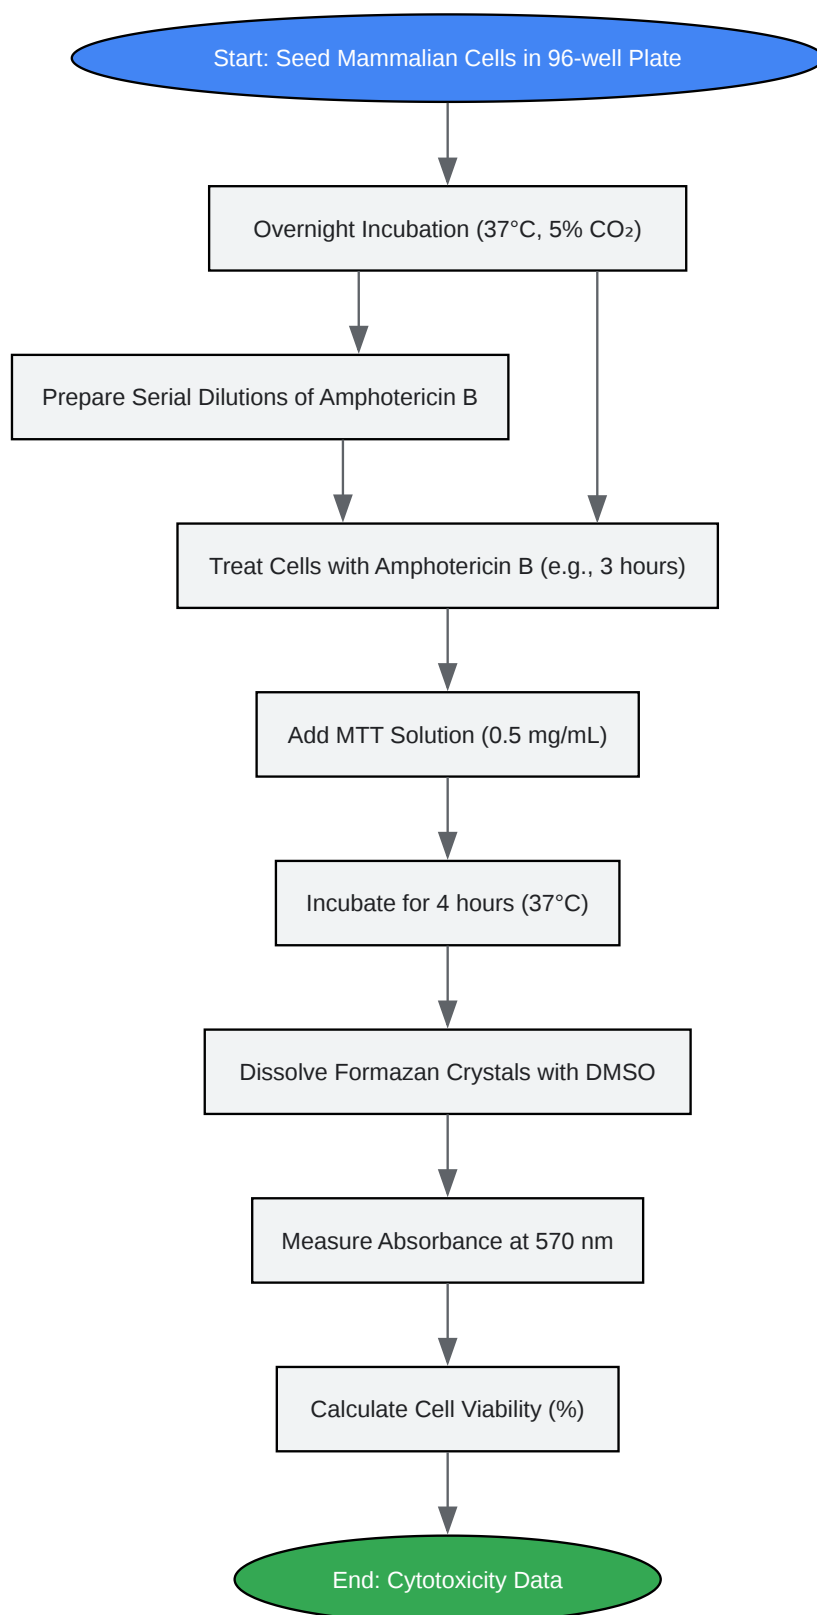 Start: Seed Mammalian Cells in 96-well Plate
Overnight Incubation (37°C, 5% CO₂)
Prepare Serial Dilutions of Amphotericin B
Treat Cells with Amphotericin B (e.g., 3 hours)
Add MTT Solution (0.5 mg/mL)
Incubate for 4 hours (37°C)
Dissolve Formazan Crystals with DMSO
Measure Absorbance at 570 nm
Calculate Cell Viability (%)
End: Cytotoxicity Data